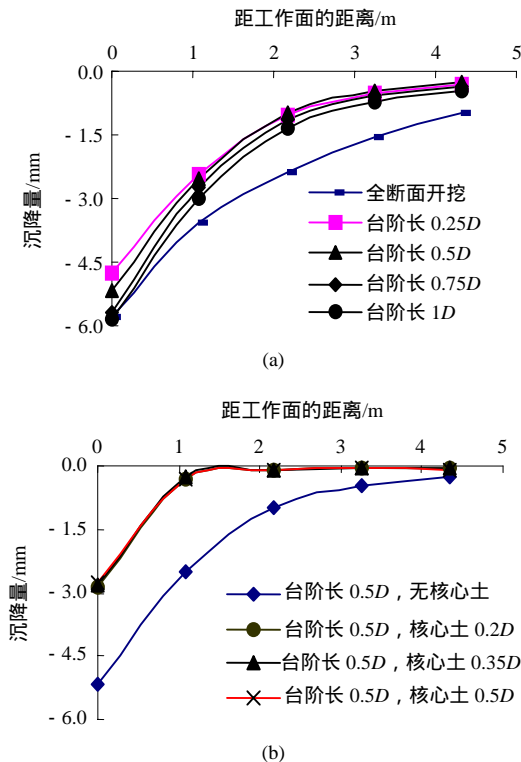 距工作面的距离/m
0 1 2 3 4 5
0.0
- 1.5
- 3.0
- 4.5
- 6.0
沉降量/mm
全断面开挖
台阶长 0.25D
台阶长 0.5D
台阶长 0.75D
台阶长 1D
(a)
距工作面的距离/m
0 1 2 3 4 5
0.0
- 1.5
- 3.0
- 4.5
- 6.0
沉降量/mm
台阶长 0.5D，无核心土
台阶长 0.5D，核心土 0.2D
台阶长 0.5D，核心土 0.35D
台阶长 0.5D，核心土 0.5D
(b)